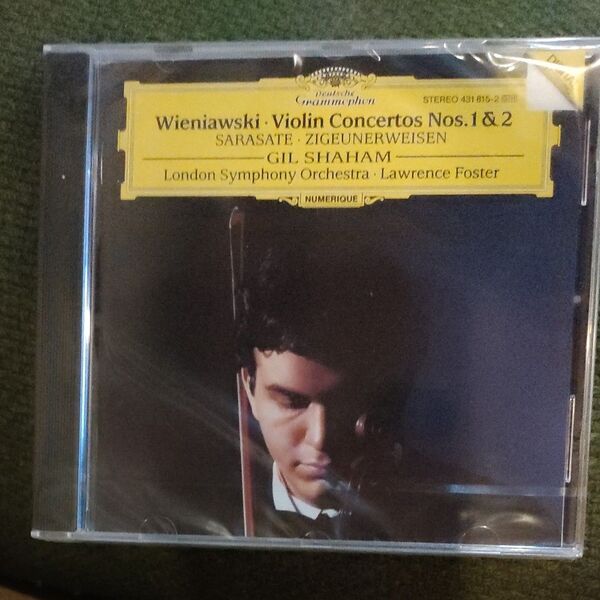 Deutsche
Grammophon
STEREO 431 815-2
Wieniawski · Violin Concertos Nos. 1 & 2
SARASATE · ZIGEUNERWEISEN
GIL SHAHAM
London Symphony Orchestra · Lawrence Foster
NUMERIQUE